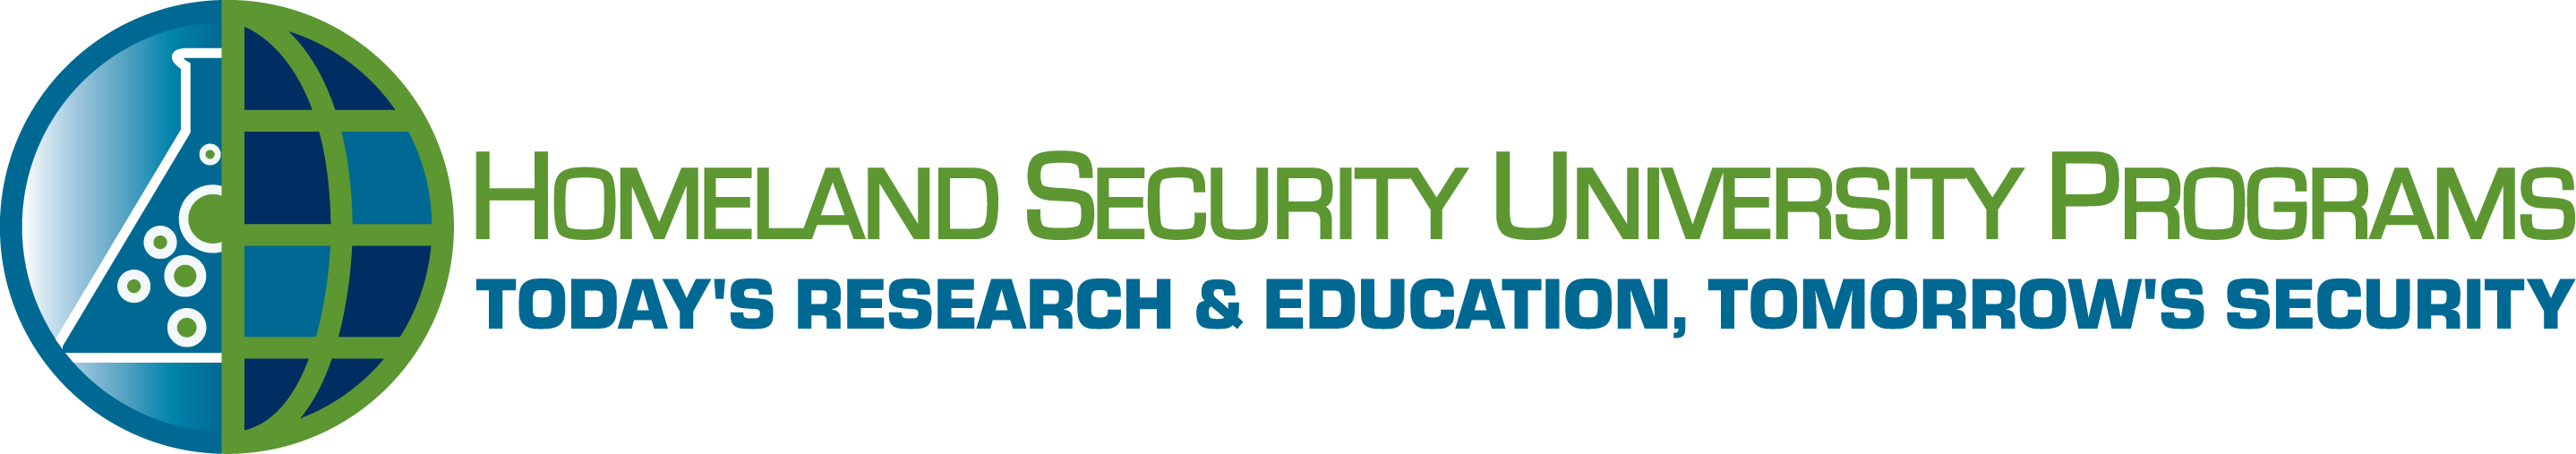 HOMELAND SECURITY UNIVERSITY PROGRAMS
TODAY'S RESEARCH & EDUCATION, TOMORROW'S SECURITY